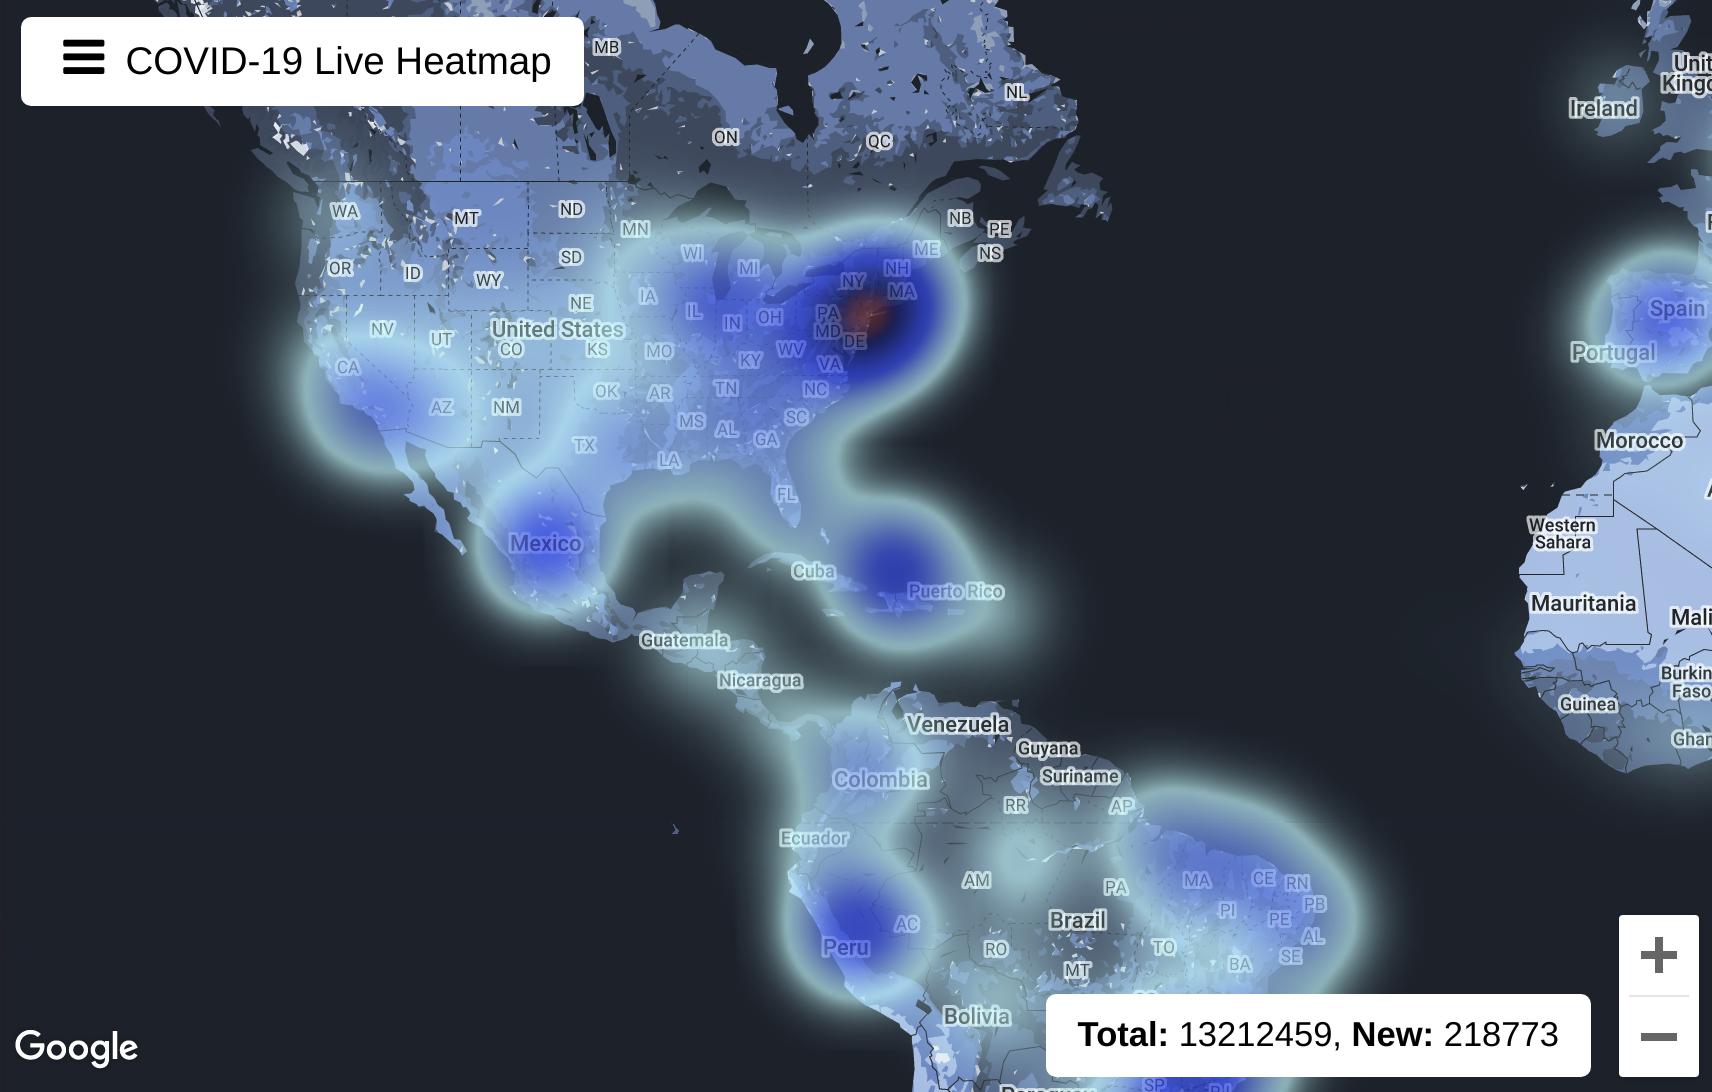 COVID-19 Live Heatmap
MB
NL
ON
QC
Ireland
WA
MT
ND
MN
NB
PE
NS
OR
ID
WY
SD
WI
MI
ME
NY
NH
MA
NE
IA
IL
IN
OH
PA
MD
DE
NV
UT
United States
CO
KS
MO
KY
WV
VA
Spain
Portugal
CA
AZ
NM
OK
AR
TN
NC
TX
MS
AL
GA
SC
LA
FL
Morocco
Western
Sahara
Mexico
Cuba
Puerto Rico
Mauritania
Mali
Guatemala
Nicaragua
Guinea
Venezuela
Guyana
Suriname
Colombia
RR
AP
Ecuador
AM
PA
MA
CE
RN
PB
PI
PE
AL
SE
Brazil
AC
Peru
RO
TO
BA
MT
Bolivia
Total: 13212459, New: 218773
Google
SP